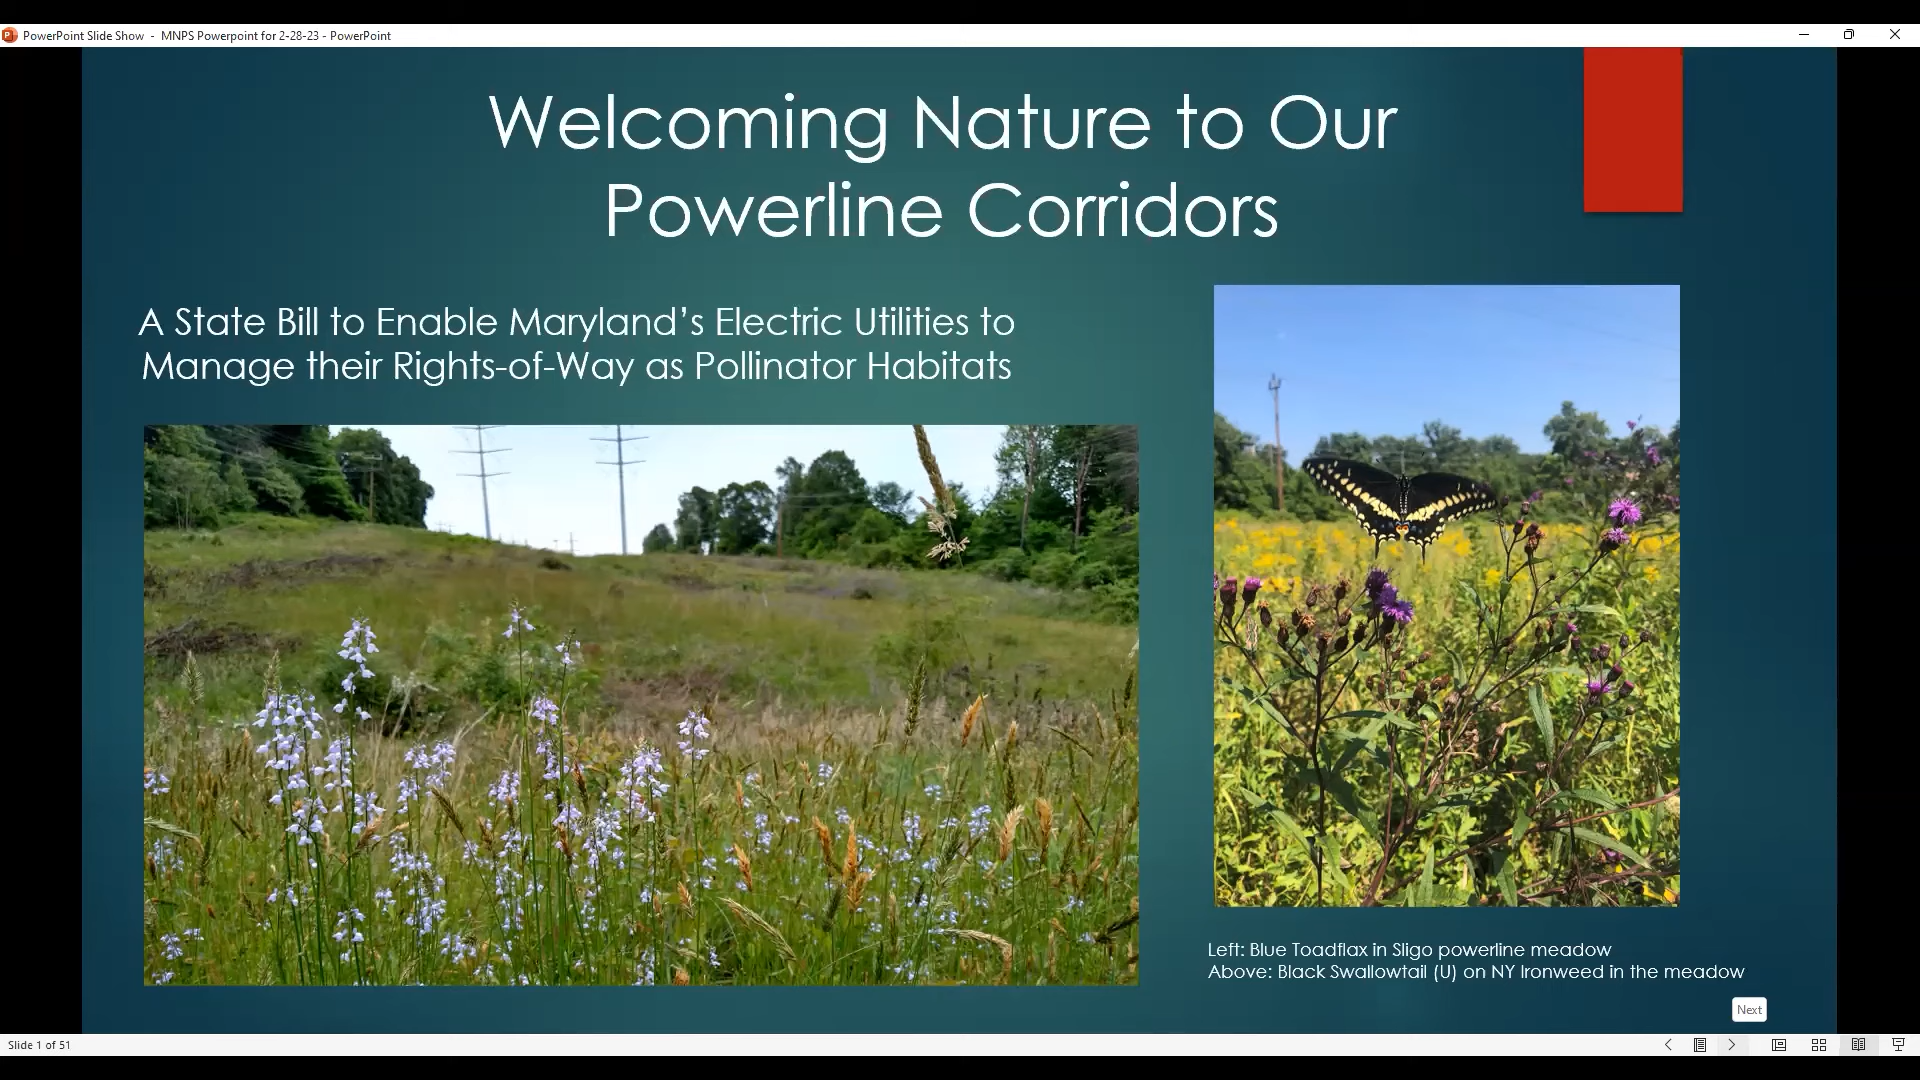 PowerPoint Slide Show - MNPS Powerpoint for 2-28-23 - PowerPoint
Welcoming Nature to Our
Powerline Corridors
A State Bill to Enable Maryland’s Electric Utilities to
Manage their Rights-of-Way as Pollinator Habitats
Left: Blue Toadflax in Sligo powerline meadow
Above: Black Swallowtail (U) on NY Ironweed in the meadow
Next
Slide 1 of 51